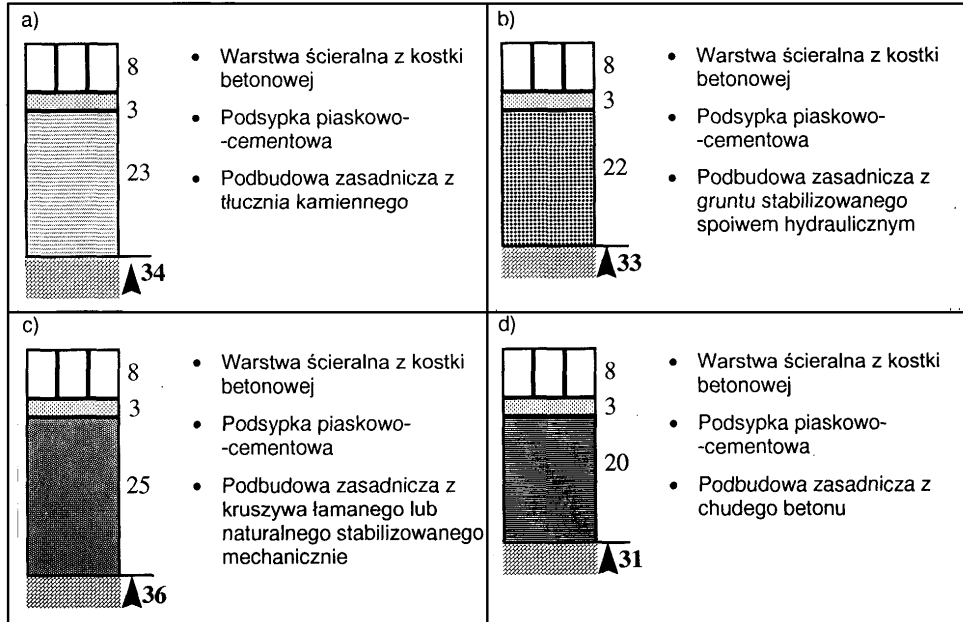 a)
8
3
23
34
• Warstwa ścieralna z kostki
betonowej
• Podsypka piaskowo-
-cementowa
• Podbudowa zasadnicza z
tłucznia kamiennego
b)
8
3
22
33
• Warstwa ścieralna z kostki
betonowej
• Podsypka piaskowo-
-cementowa
• Podbudowa zasadnicza z
gruntu stabilizowanego
spoiwem hydraulicznym
c)
8
3
25
36
• Warstwa ścieralna z kostki
betonowej
• Podsypka piaskowo-
-cementowa
• Podbudowa zasadnicza z
kruszywa łamanego lub
naturalnego stabilizowanego
mechanicznie
d)
8
3
20
31
• Warstwa ścieralna z kostki
betonowej
• Podsypka piaskowo-
-cementowa
• Podbudowa zasadnicza z
chudego betonu